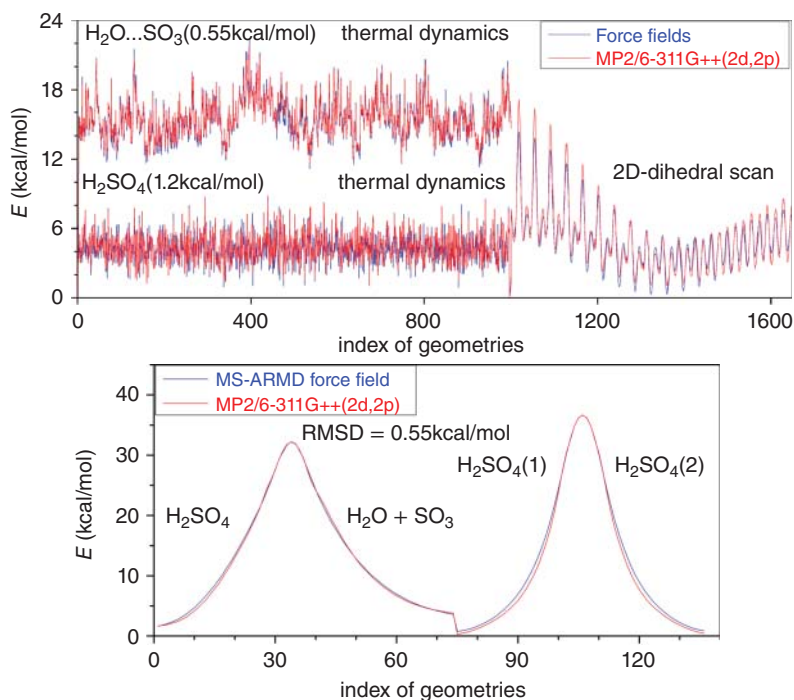 H₂O...SO₃(0.55kcal/mol) thermal dynamics
Force fields
MP2/6-311G++(2d,2p)
H₂SO₄(1.2kcal/mol) thermal dynamics
2D-dihedral scan
E (kcal/mol)
24
18
12
6
0
0 400 800 1200 1600
index of geometries
MS-ARMD force field
MP2/6-311G++(2d,2p)
RMSD = 0.55kcal/mol
H₂SO₄(1) H₂SO₄(2)
H₂SO₄ H₂O + SO₃
E (kcal/mol)
40
30
20
10
0
0 30 60 90 120
index of geometries